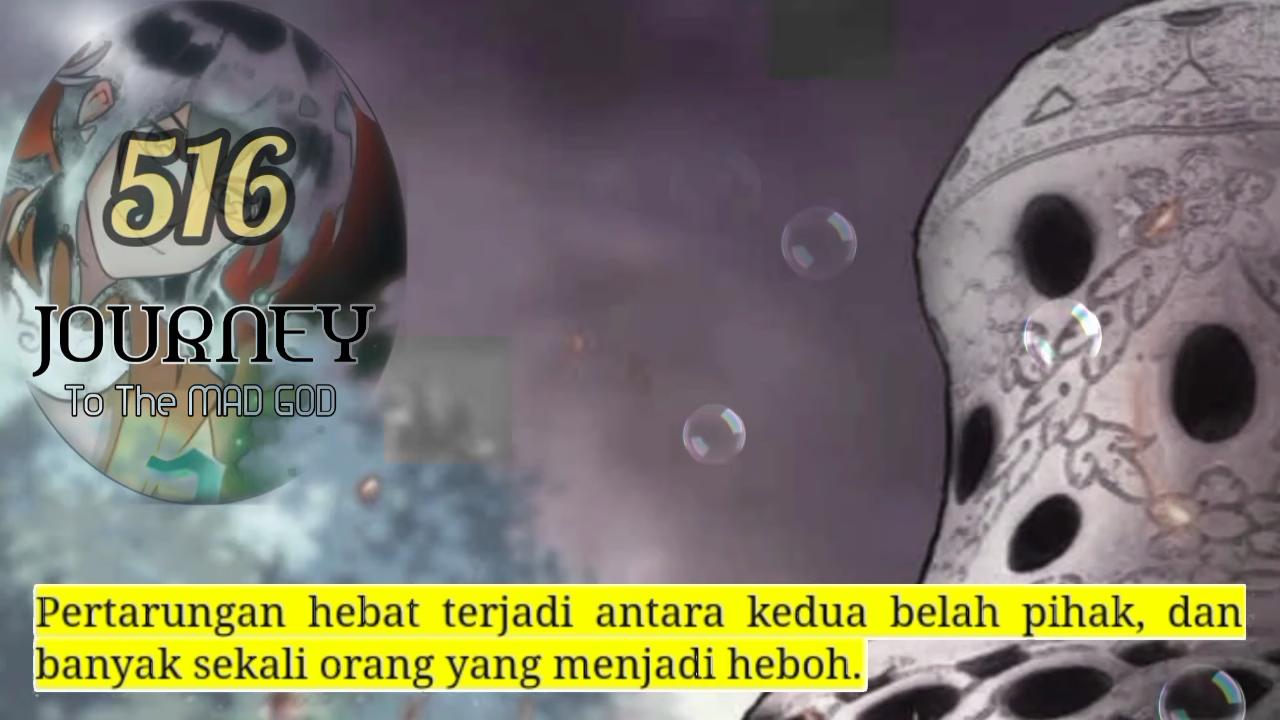 516
JOURNEY
To The MAD GOD
Pertarungan hebat terjadi antara kedua belah pihak, dan
banyak sekali orang yang menjadi heboh.